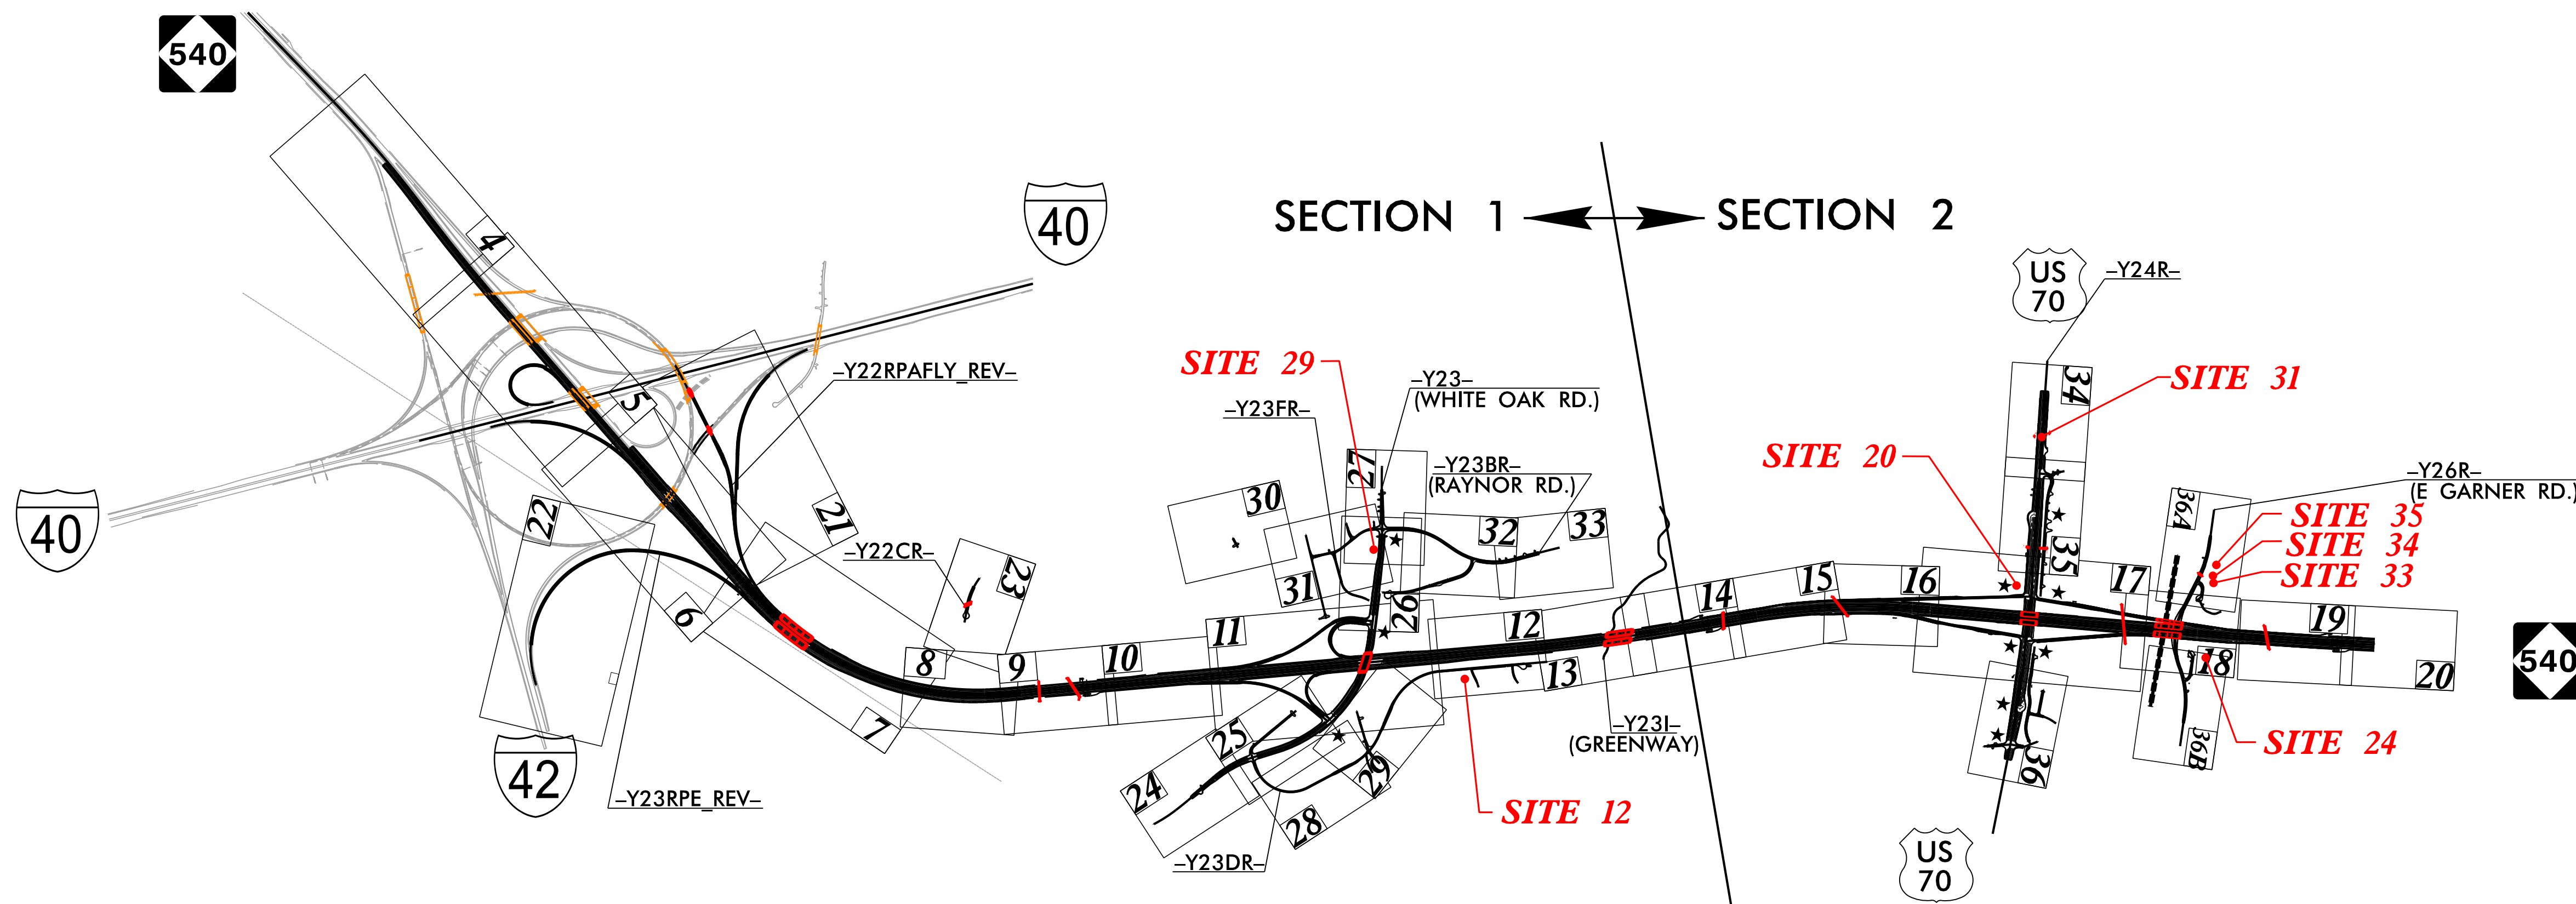 540
40
SECTION 1
SECTION 2
US
70
-Y24R-
4
SITE 29
-Y22RPAFLY_REV-
-Y23-
(WHITE OAK RD.)
-Y23FR-
SITE 31
34
5
SITE 20
27
-Y23BR-
(RAYNOR RD.)
-Y26R-
(E GARNER RD.)
30
36A
22
21
32
33
SITE 35
SITE 34
SITE 33
40
-Y22CR-
23
31
35
6
26
14
15
16
17
11
12
19
8
9
10
13
18
20
540
7
25
-Y23I-
(GREENWAY)
SITE 24
36B
42
24
29
36
-Y23RPE_REV-
28
SITE 12
-Y23DR-
US
70